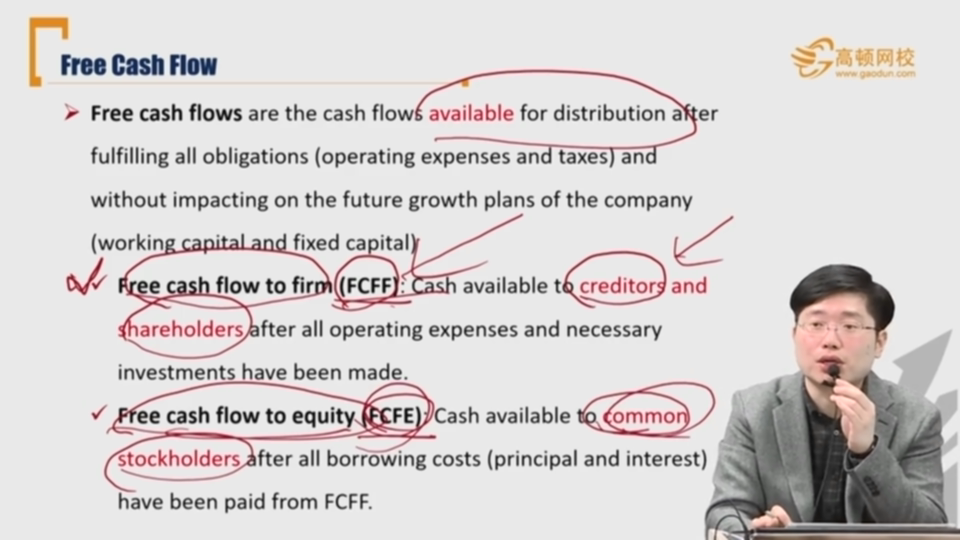 Free Cash Flow
高顿网校
www.gaodun.com
Free cash flows are the cash flows available for distribution after
fulfilling all obligations (operating expenses and taxes) and
without impacting on the future growth plans of the company
(working capital and fixed capital)
Free cash flow to firm (FCFF): Cash available to creditors and
shareholders after all operating expenses and necessary
investments have been made.
Free cash flow to equity (FCFE): Cash available to common
stockholders after all borrowing costs (principal and interest)
have been paid from FCFF.